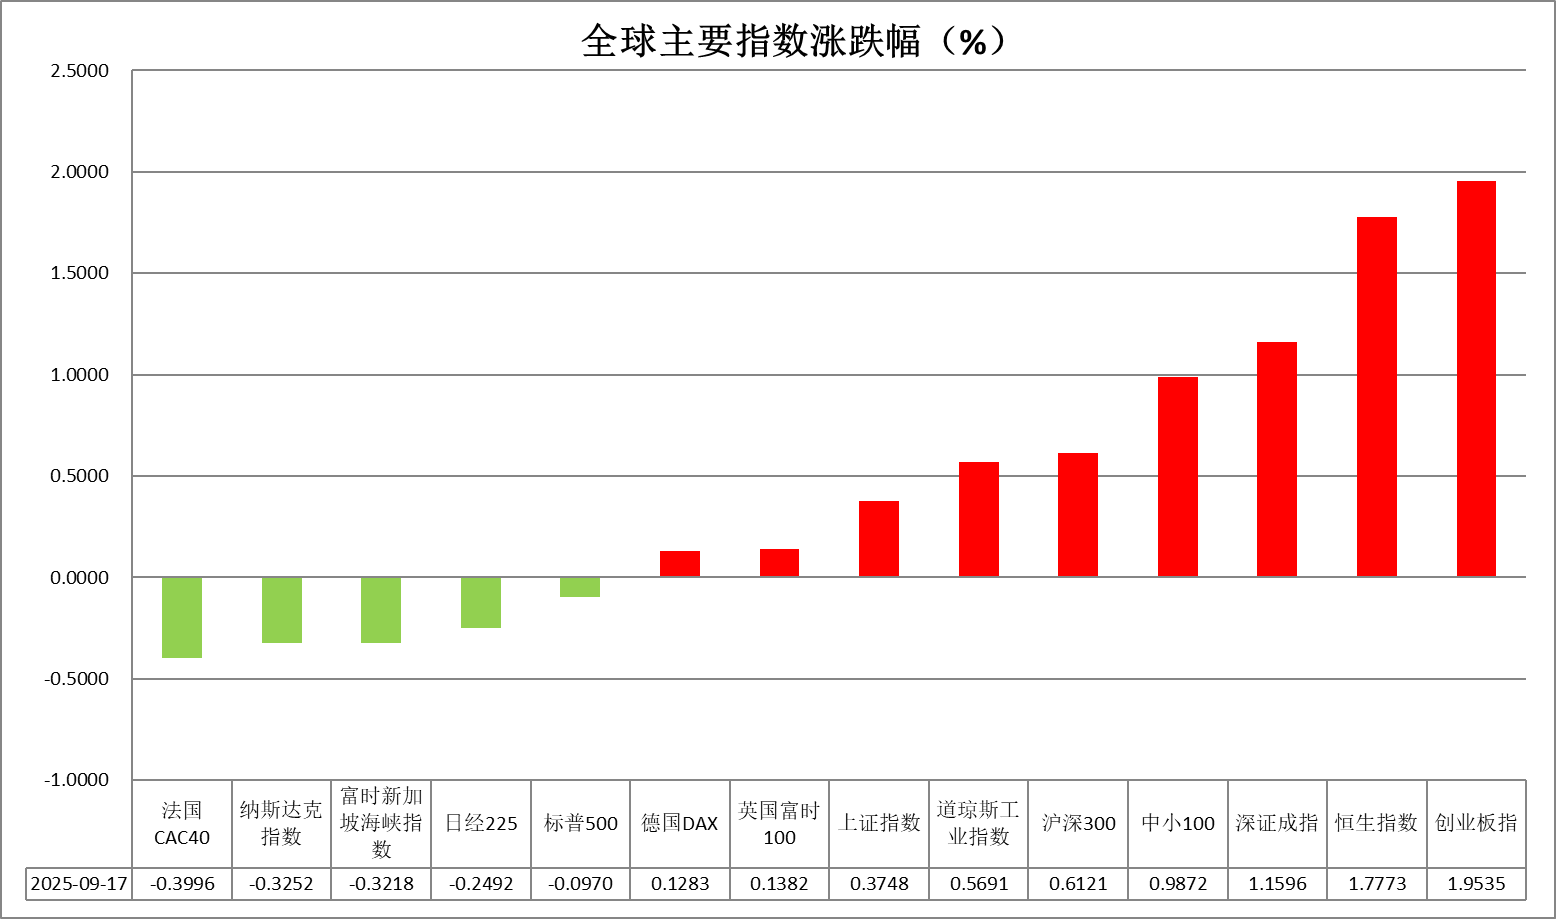 全球主要指数涨跌幅（%）
2.5000
2.0000
1.5000
1.0000
0.5000
0.0000
-0.5000
-1.0000
法国
CAC40
纳斯达克
指数
富时新加
坡海峡指
数
日经225
标普500
德国DAX
英国富时
100
上证指数
道琼斯工
业指数
沪深300
中小100
深证成指
恒生指数
创业板指
2025-09-17 -0.3996 -0.3252 -0.3218 -0.2492 -0.0970 0.1283 0.1382 0.3748 0.5691 0.6121 0.9872 1.1596 1.7773 1.9535